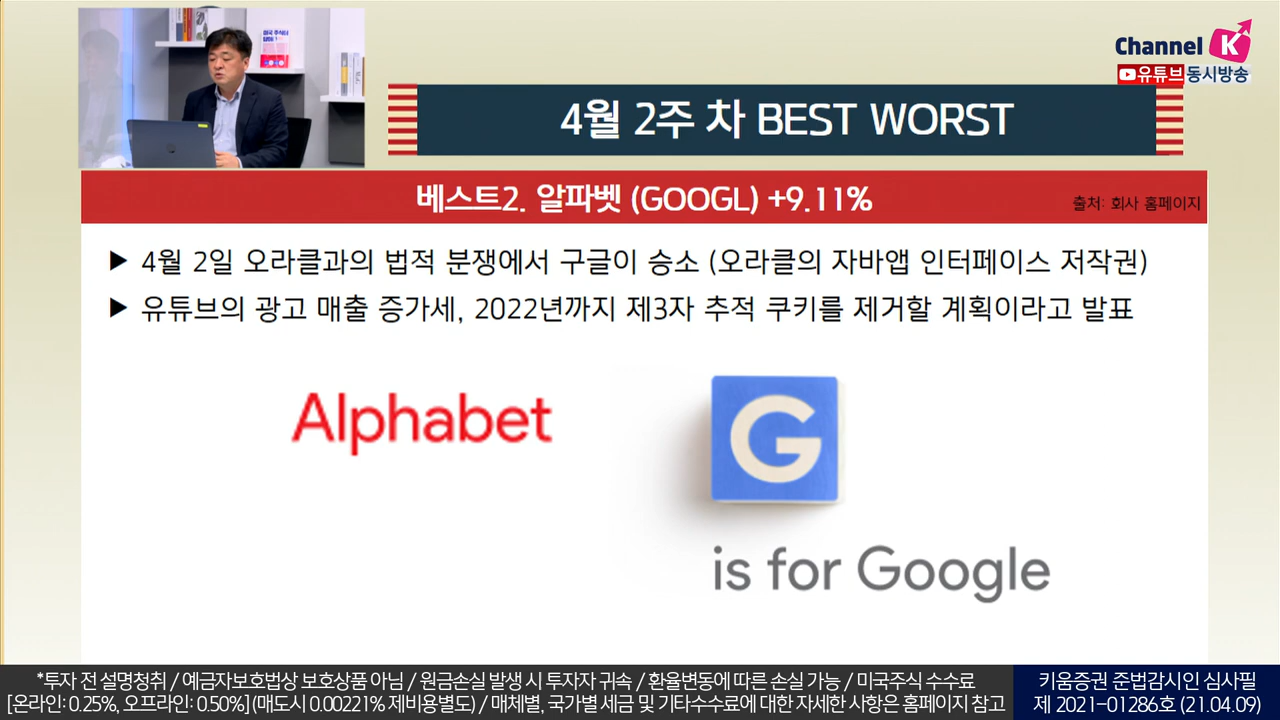 Channel K
유튜브 동시방송
4월 2주 차 BEST WORST
베스트2. 알파벳 (GOOGL) +9.11%
출처: 회사 홈페이지
▶ 4월 2일 오라클과의 법적 분쟁에서 구글이 승소 (오라클의 자바앱 인터페이스 저작권)
▶ 유튜브의 광고 매출 증가세, 2022년까지 제3자 추적 쿠키를 제거할 계획이라고 발표
Alphabet
G
is for Google
*투자 전 설명청취 / 예금자보호법상 보호상품 아님 / 원금손실 발생 시 투자자 귀속 / 환율변동에 따른 손실 가능 / 미국주식 수수료
[온라인: 0.25%, 오프라인: 0.50%] (매도시 0.00221% 제비용별도) / 매체별, 국가별 세금 및 기타수수료에 대한 자세한 사항은 홈페이지 참고
키움증권 준법감시인 심사필
제 2021-01286호 (21.04.09)